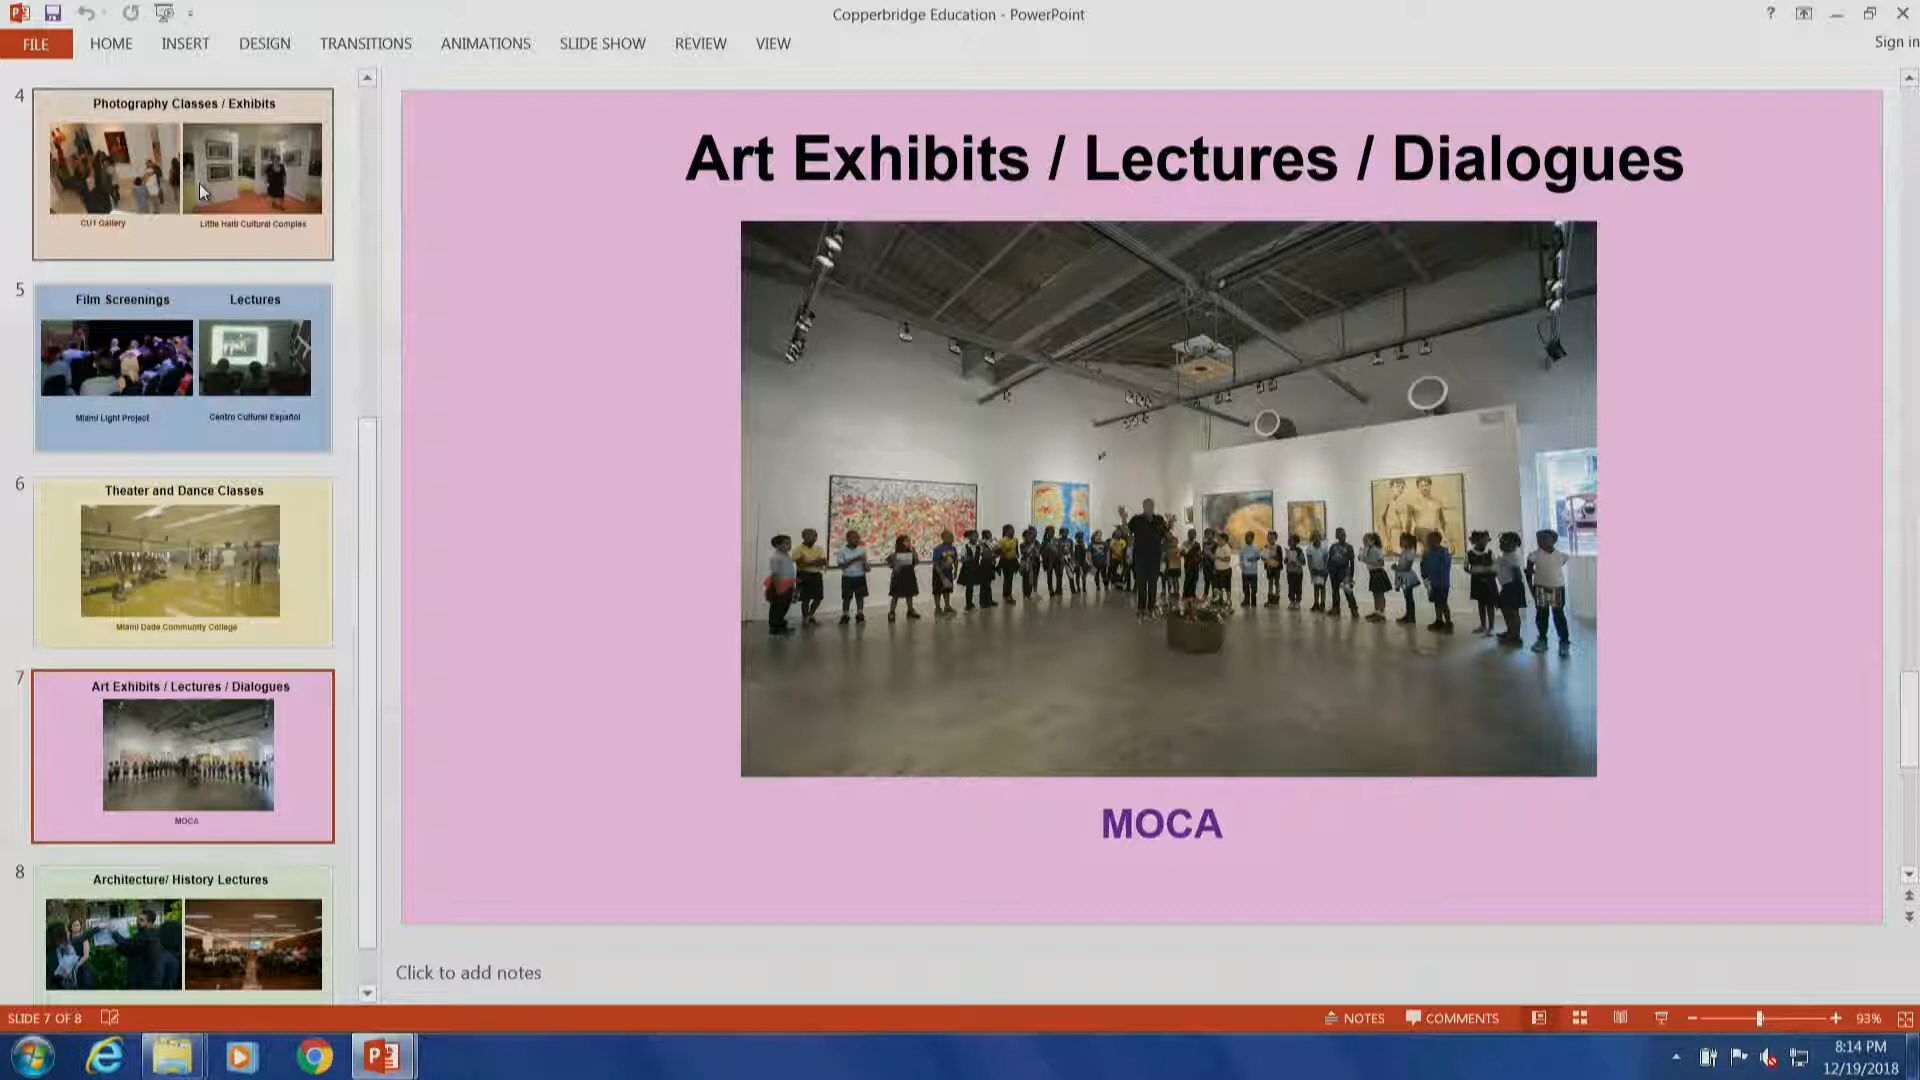 Copperbridge Education - PowerPoint
?
FILE HOME INSERT DESIGN TRANSITIONS ANIMATIONS SLIDE SHOW REVIEW VIEW
Sign in
4
Photography Classes / Exhibits
CU1 Gallery
Little Haiti Cultural Complex
5
Film Screenings
Lectures
Miami Light Project
Centro Cultural Español
6
Theater and Dance Classes
Miami Dade Community College
7
Art Exhibits / Lectures / Dialogues
MOCA
8
Architecture/ History Lectures
Art Exhibits / Lectures / Dialogues
MOCA
Click to add notes
SLIDE 7 OF 8
NOTES
COMMENTS
93%
8:14 PM
12/19/2018